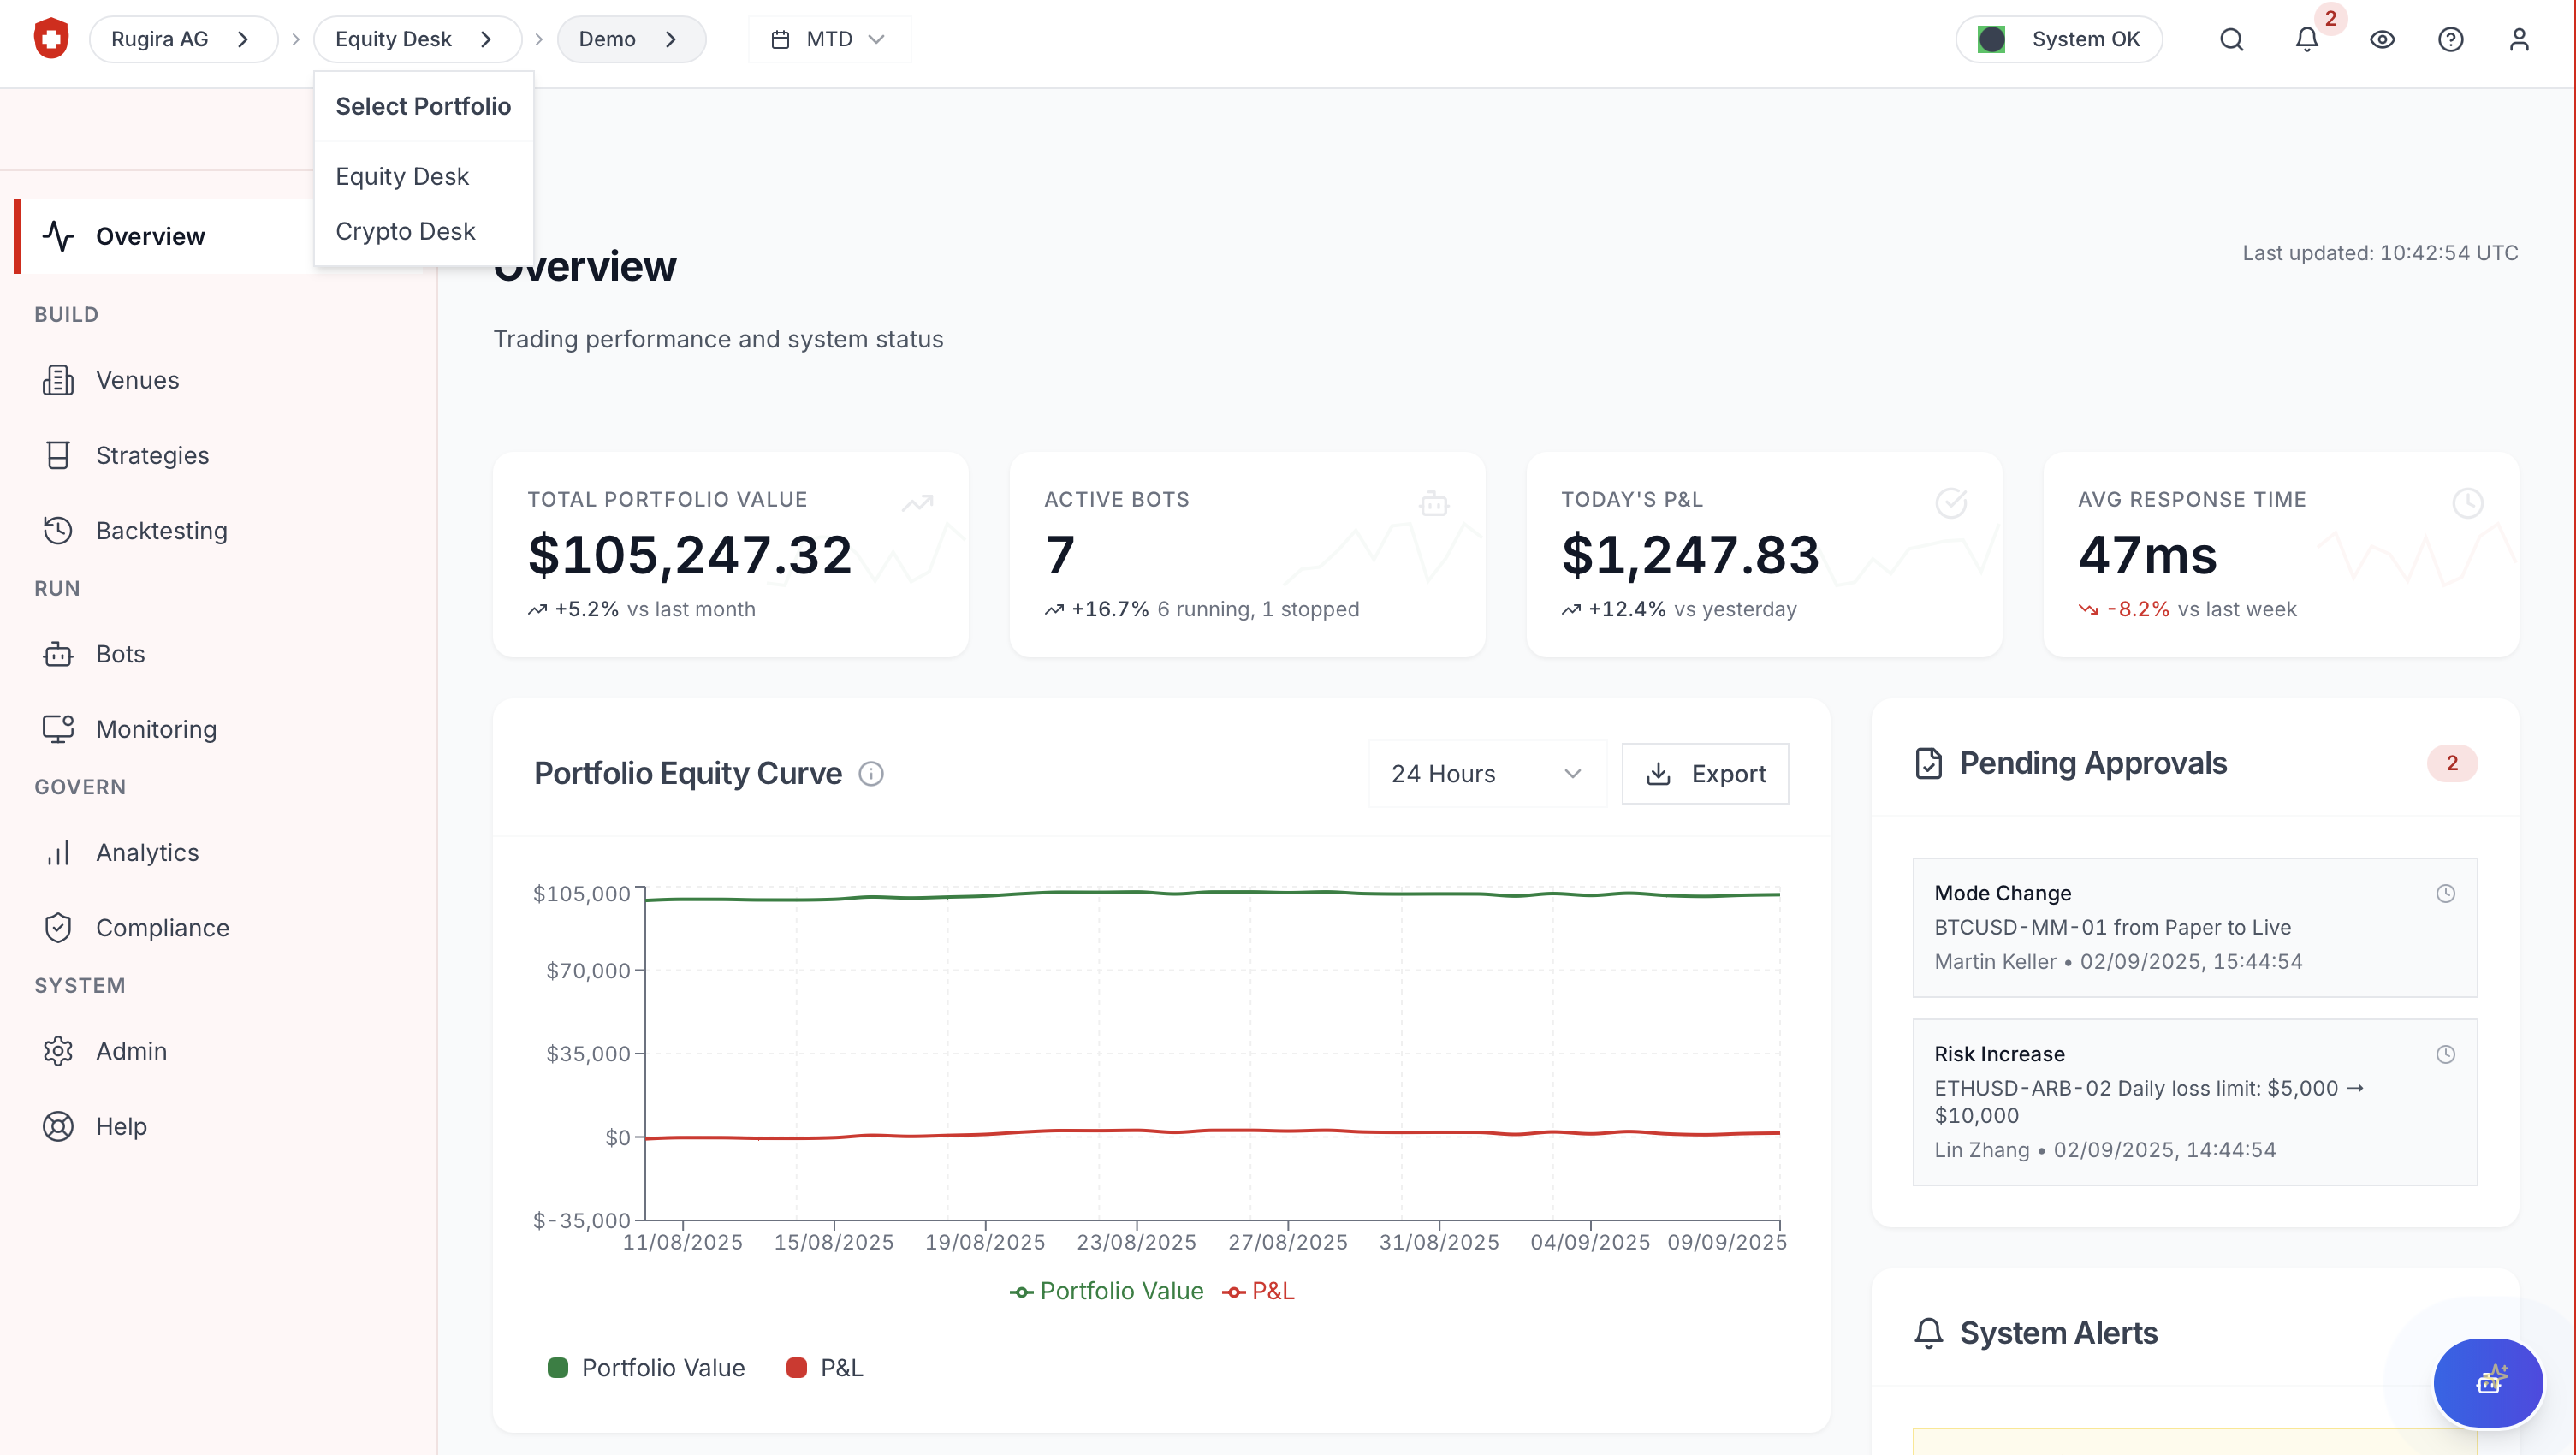 Rugira AG
Equity Desk
Demo
MTD
System OK
2
Select Portfolio
Equity Desk
Crypto Desk
Overview
BUILD
Venues
Strategies
Backtesting
RUN
Bots
Monitoring
GOVERN
Analytics
Compliance
SYSTEM
Admin
Help
Overview
Last updated: 10:42:54 UTC
Trading performance and system status
TOTAL PORTFOLIO VALUE
$105,247.32
+5.2% vs last month
ACTIVE BOTS
7
+16.7% 6 running, 1 stopped
TODAY'S P&L
$1,247.83
+12.4% vs yesterday
AVG RESPONSE TIME
47ms
-8.2% vs last week
Portfolio Equity Curve
24 Hours
Export
$105,000
$70,000
$35,000
$0
$-35,000
11/08/2025 15/08/2025 19/08/2025 23/08/2025 27/08/2025 31/08/2025 04/09/2025 09/09/2025
Portfolio Value P&L
Portfolio Value P&L
Pending Approvals
2
Mode Change
BTCUSD-MM-01 from Paper to Live
Martin Keller • 02/09/2025, 15:44:54
Risk Increase
ETHUSD-ARB-02 Daily loss limit: $5,000 →
$10,000
Lin Zhang • 02/09/2025, 14:44:54
System Alerts